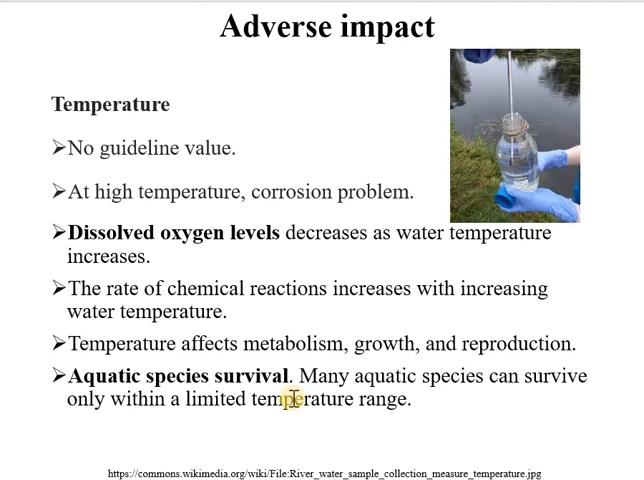 Adverse impact
Temperature
➢No guideline value.
➢At high temperature, corrosion problem.
➢Dissolved oxygen levels decreases as water temperature
increases.
➢The rate of chemical reactions increases with increasing
water temperature.
➢Temperature affects metabolism, growth, and reproduction.
➢Aquatic species survival. Many aquatic species can survive
only within a limited temperature range.
https://commons.wikimedia.org/wiki/File:River_water_sample_collection_measure_temperature.jpg